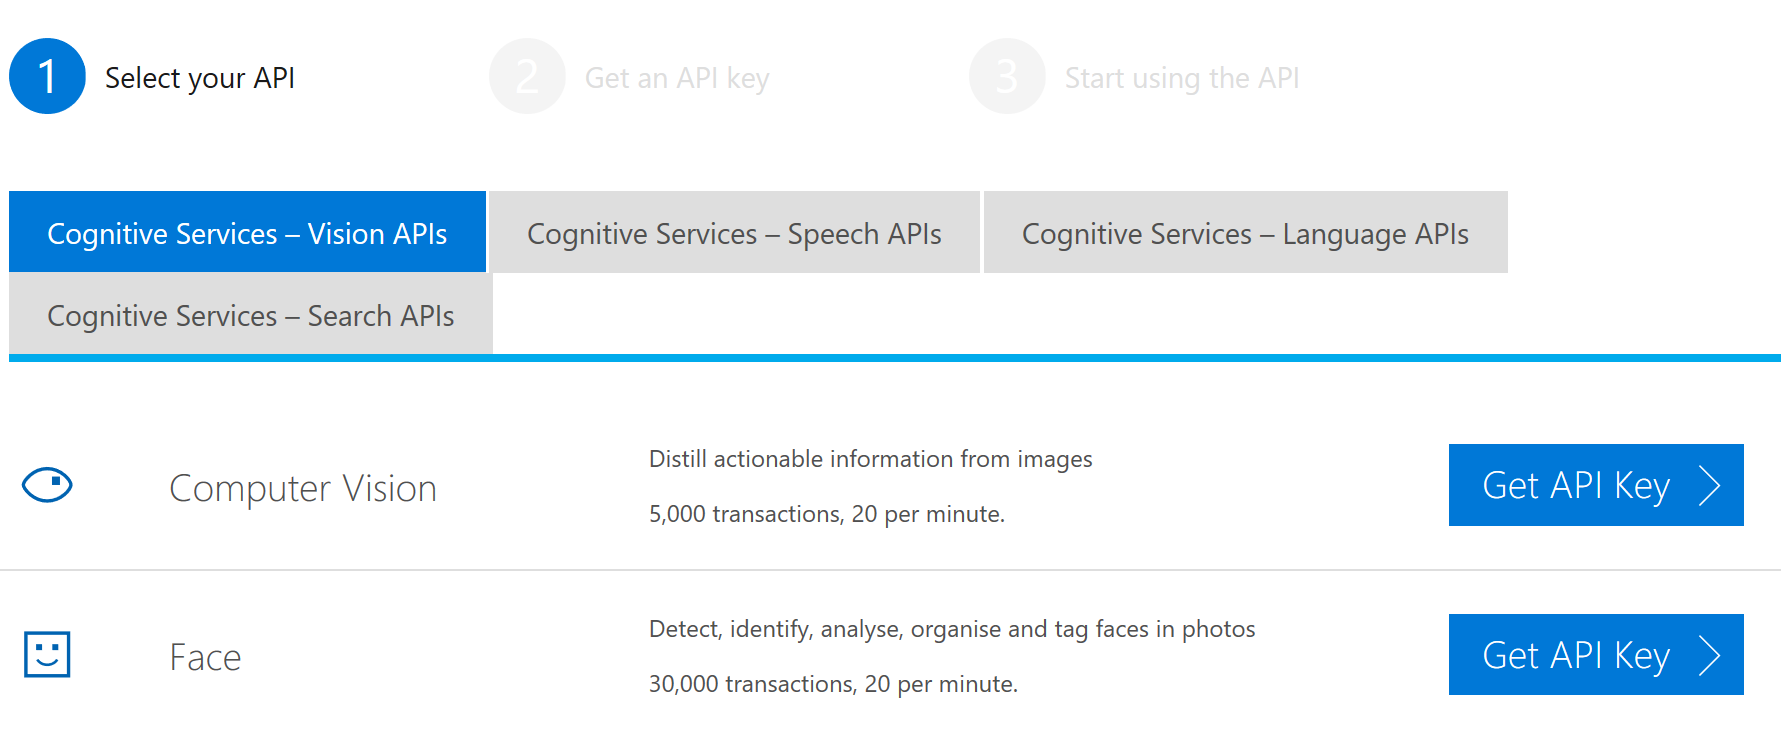 1 Select your API
2 Get an API key
3 Start using the API
Cognitive Services – Vision APIs
Cognitive Services – Speech APIs
Cognitive Services – Language APIs
Cognitive Services – Search APIs
Computer Vision
Distill actionable information from images
5,000 transactions, 20 per minute.
Get API Key
Face
Detect, identify, analyse, organise and tag faces in photos
30,000 transactions, 20 per minute.
Get API Key